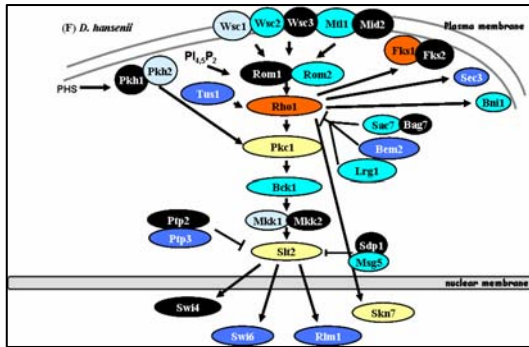 (F) D. hansenii
Wsc1 Wsc2 Wsc3 Mtl1 Mid2
Plasma membrane
PI4,5P2
Fks1 Fks2
Pkh1 Pkh2
PHS
Rom1 Rom2
Sec3
Tus1
Rho1
Bni1
Sac7 Bag7
Pkc1
Bem2
Lrg1
Bck1
Ptp2
Ptp3
Mkk1 Mkk2
Slt2
Sdp1
Msg5
nuclear membrane
Swi4
Skn7
Swi6
Rlm1